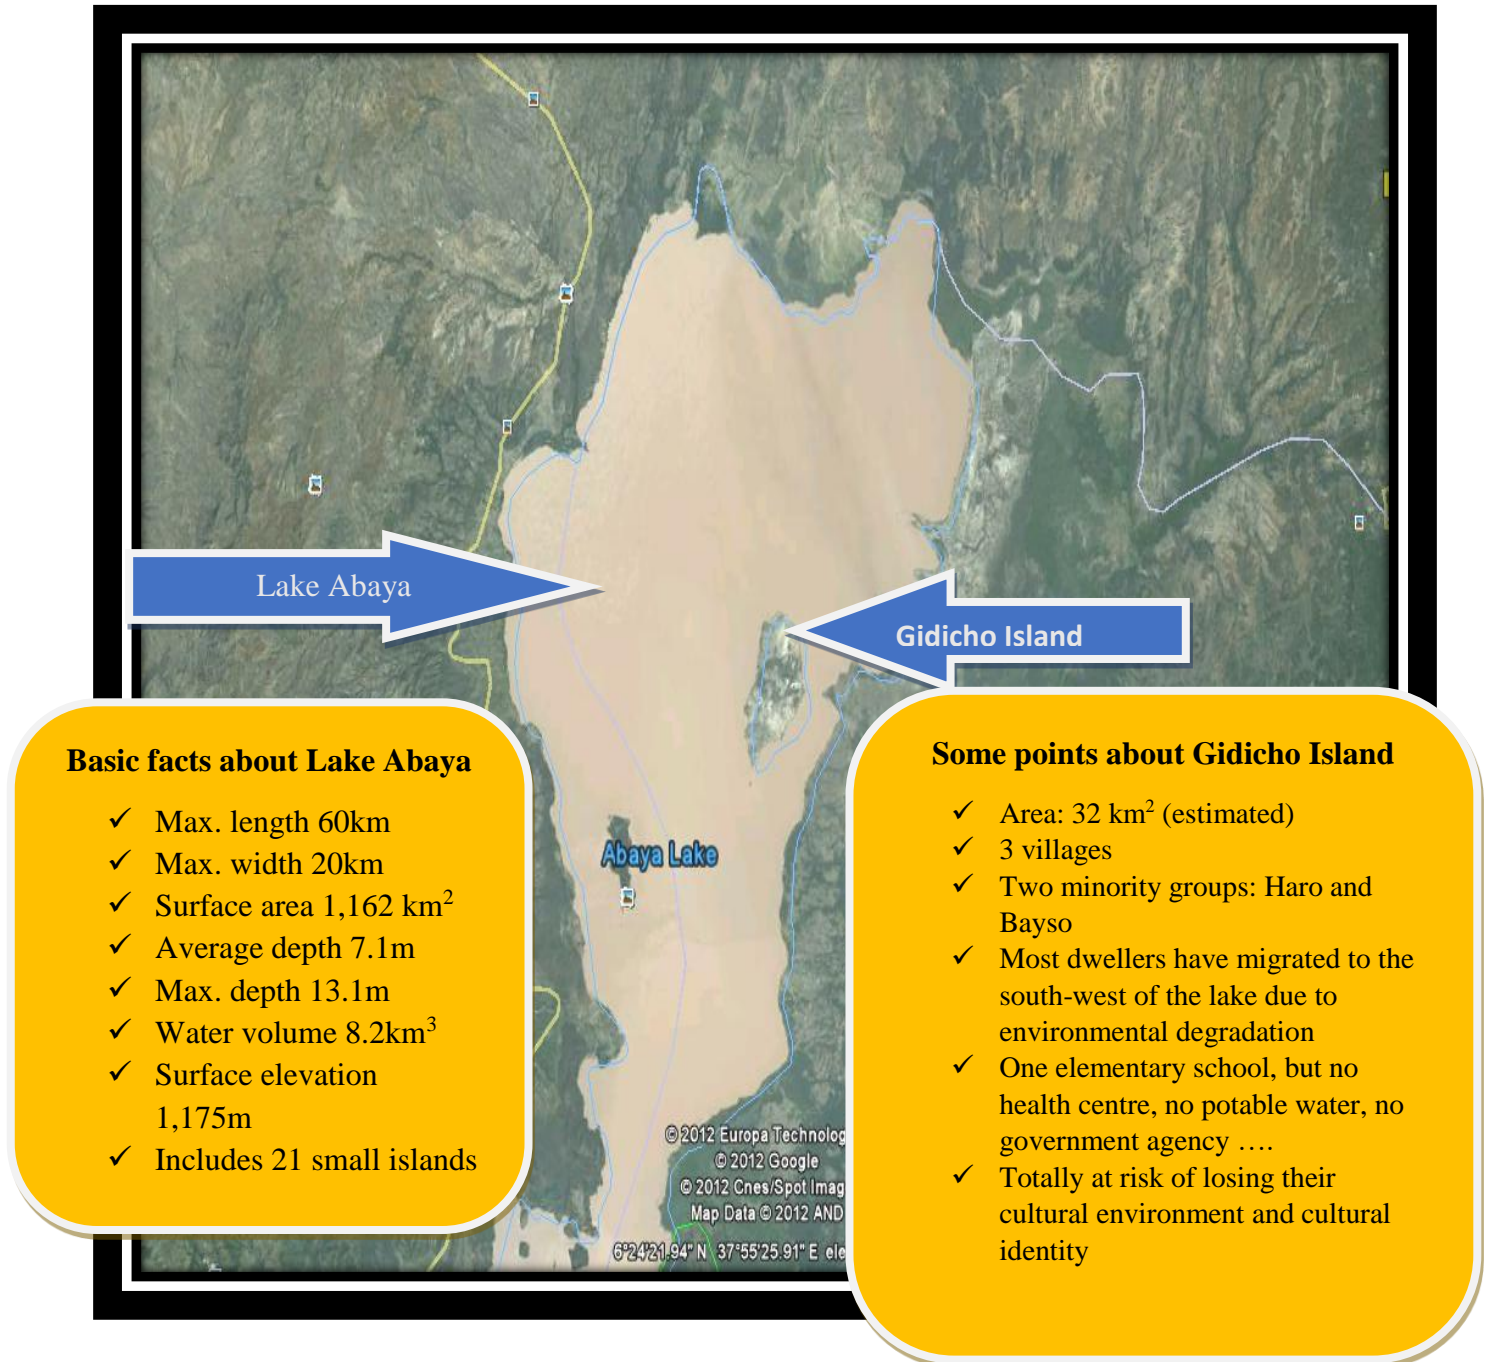 Lake Abaya
Gidicho Island
Basic facts about Lake Abaya
✓ Max. length 60km
✓ Max. width 20km
✓ Surface area 1,162 km²
✓ Average depth 7.1m
✓ Max. depth 13.1m
✓ Water volume 8.2km³
✓ Surface elevation
1,175m
✓ Includes 21 small islands
Abaya Lake
Some points about Gidicho Island
✓ Area: 32 km² (estimated)
✓ 3 villages
✓ Two minority groups: Haro and
Bayso
✓ Most dwellers have migrated to the
south-west of the lake due to
environmental degradation
✓ One elementary school, but no
health centre, no potable water, no
government agency ….
✓ Totally at risk of losing their
cultural environment and cultural
identity
© 2012 Europa Technolog
© 2012 Google
© 2012 Cnes/Spot Imag
Map Data © 2012 AND
6°24'21.94" N 37°55'25.91" E ele